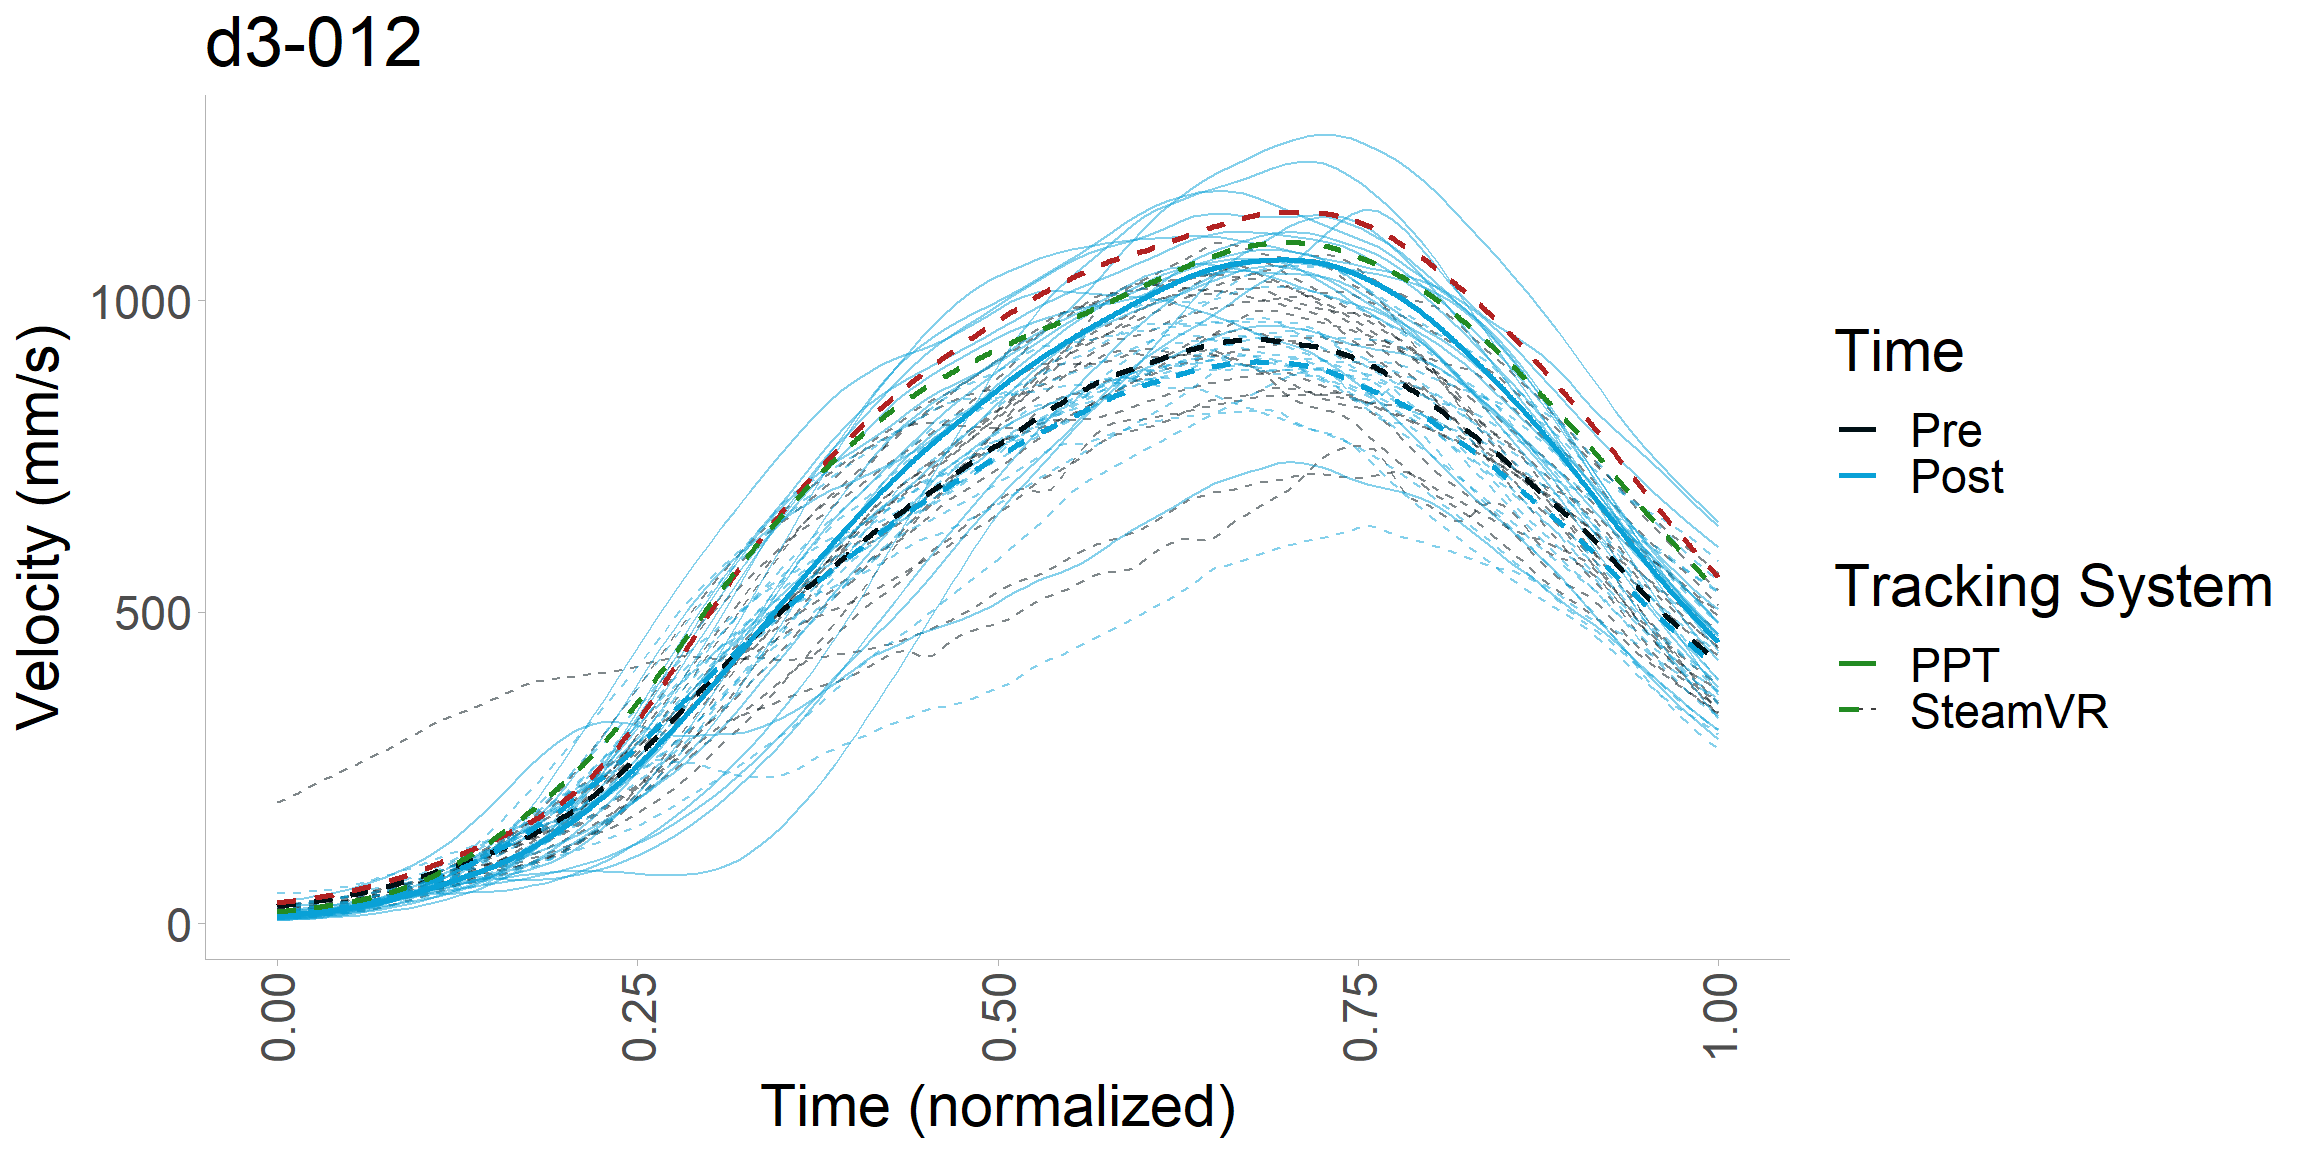 d3-012
Velocity (mm/s)
1000
500
0
0.00
0.25
0.50
0.75
1.00
Time (normalized)
Time
Pre
Post
Tracking System
PPT
SteamVR